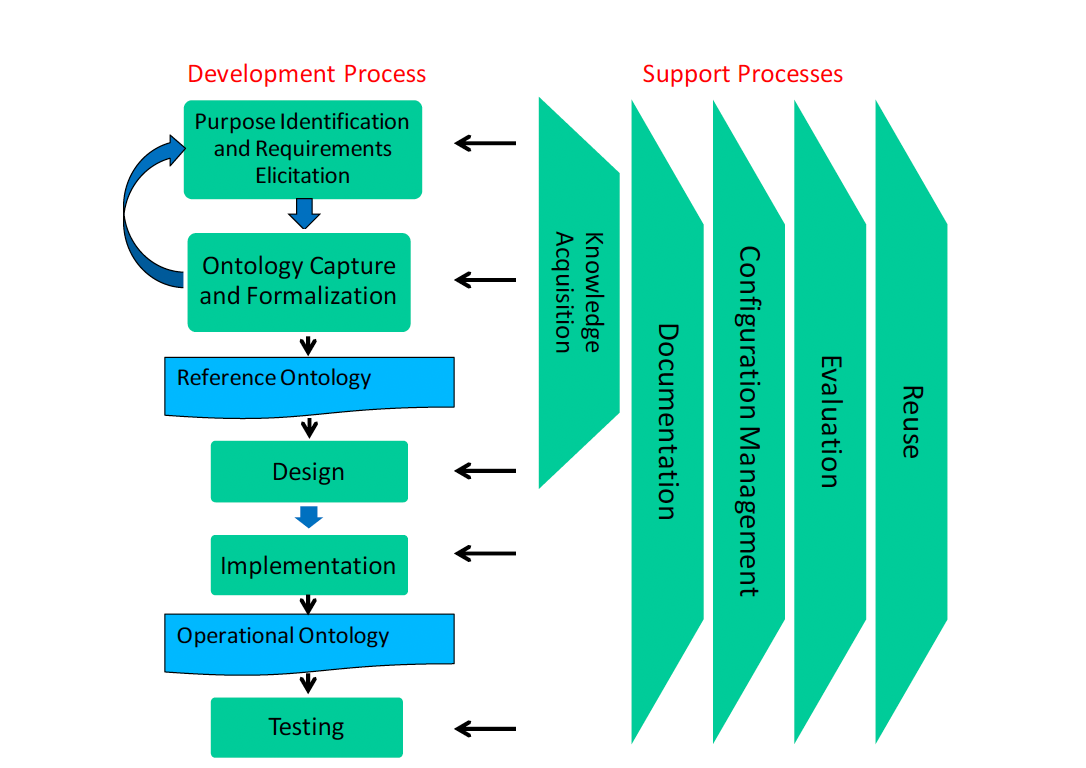 Development Process
Support Processes
Purpose Identification
and Requirements
Elicitation
Ontology Capture
and Formalization
Reference Ontology
Design
Implementation
Operational Ontology
Testing
Knowledge
Acquisition
Documentation
Configuration Management
Evaluation
Reuse